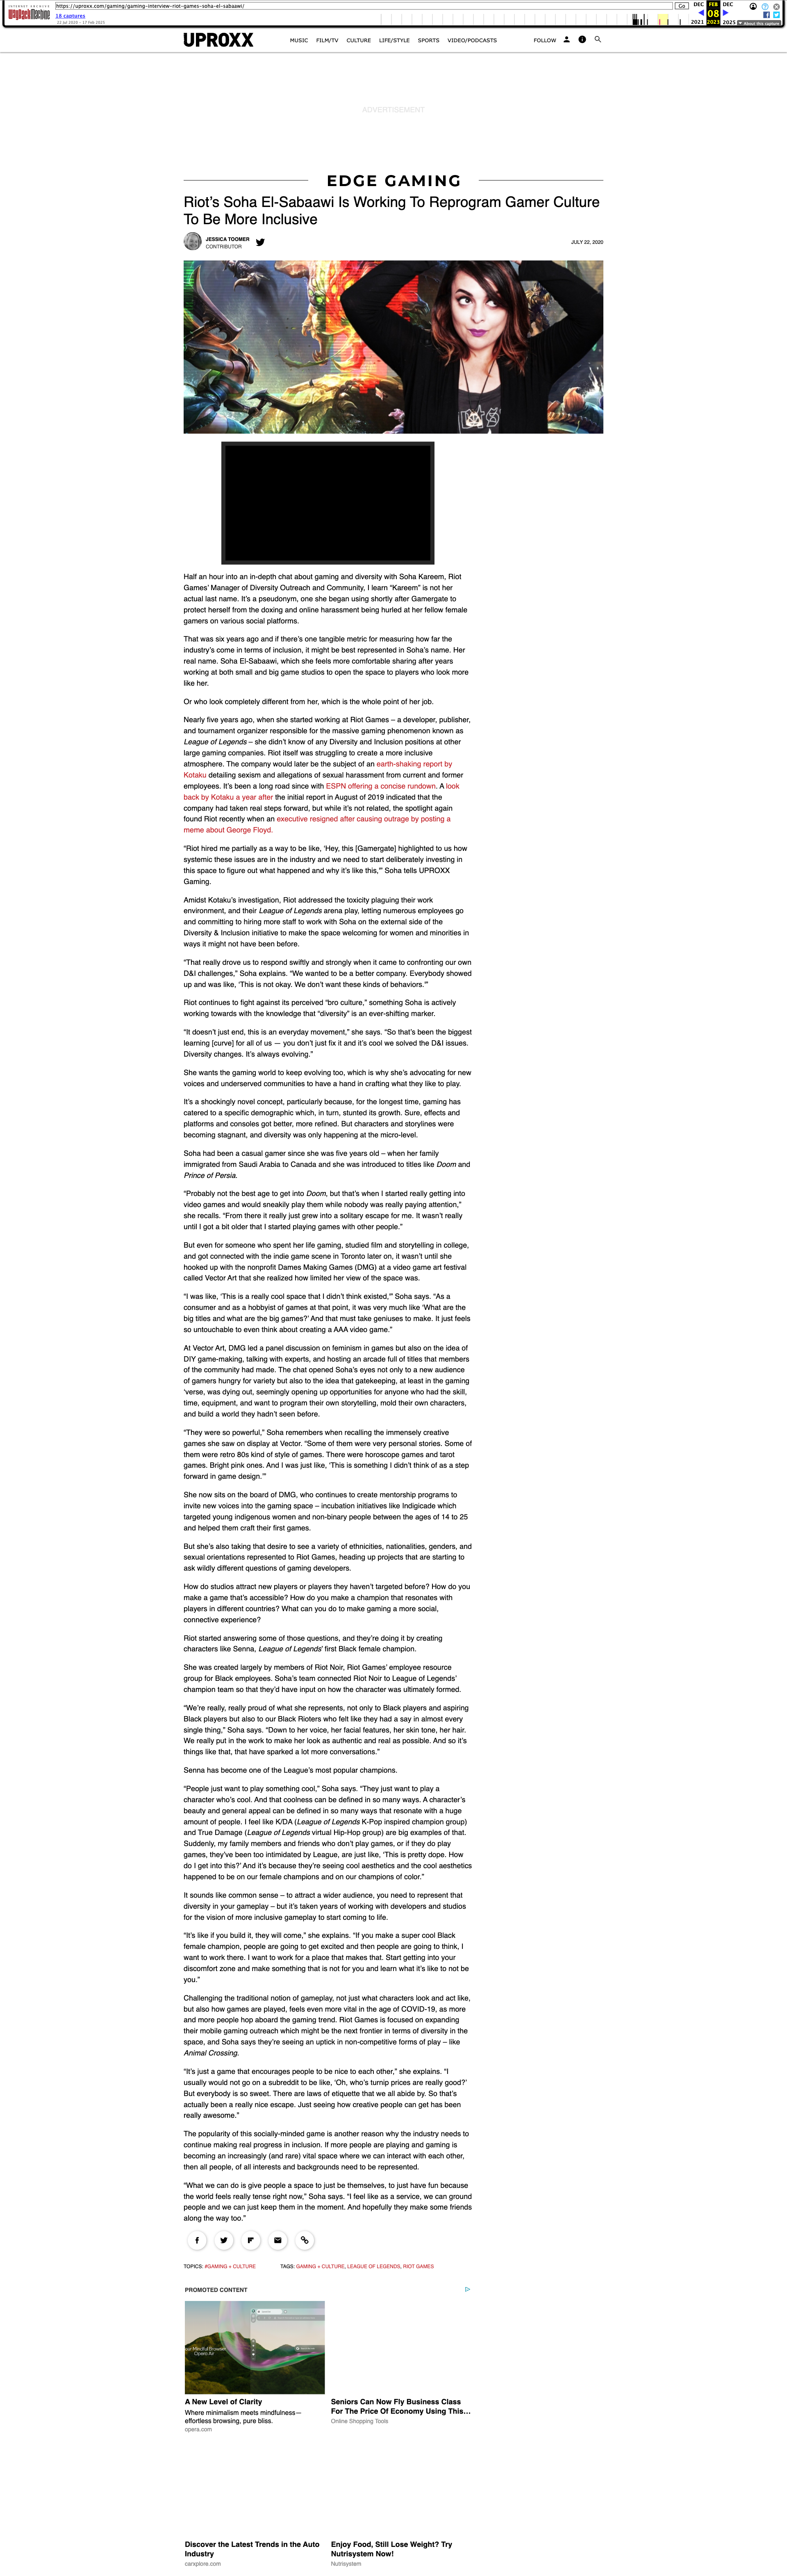 INTERNET ARCHIVE
WayBackMachine
https://uproxx.com/gaming/gaming-interview-riot-games-soha-el-sabaawi/
Go
DEC FEB DEC
18 captures
08
22 Jul 2020 - 17 Feb 2025
2021 2023 2025
About this capture
UPROXX
MUSIC FILM/TV CULTURE LIFE/STYLE SPORTS VIDEO/PODCASTS FOLLOW
ADVERTISEMENT
EDGE GAMING
Riot’s Soha El-Sabaawi Is Working To Reprogram Gamer Culture
To Be More Inclusive
JESSICA TOOMER
CONTRIBUTOR
JULY 22, 2020
Half an hour into an in-depth chat about gaming and diversity with Soha Kareem, Riot
Games’ Manager of Diversity Outreach and Community, I learn “Kareem” is not her
actual last name. It’s a pseudonym, one she began using shortly after Gamergate to
protect herself from the doxing and online harassment being hurled at her fellow female
gamers on various social platforms.
That was six years ago and if there’s one tangible metric for measuring how far the
industry’s come in terms of inclusion, it might be best represented in Soha’s name. Her
real name. Soha El-Sabaawi, which she feels more comfortable sharing after years
working at both small and big game studios to open the space to players who look more
like her.
Or who look completely different from her, which is the whole point of her job.
Nearly five years ago, when she started working at Riot Games – a developer, publisher,
and tournament organizer responsible for the massive gaming phenomenon known as
League of Legends – she didn’t know of any Diversity and Inclusion positions at other
large gaming companies. Riot itself was struggling to create a more inclusive
atmosphere. The company would later be the subject of an earth-shaking report by
Kotaku detailing sexism and allegations of sexual harassment from current and former
employees. It’s been a long road since with ESPN offering a concise rundown. A look
back by Kotaku a year after the initial report in August of 2019 indicated that the
company had taken real steps forward, but while it’s not related, the spotlight again
found Riot recently when an executive resigned after causing outrage by posting a
meme about George Floyd.
“Riot hired me partially as a way to be like, ‘Hey, this [Gamergate] highlighted to us how
systemic these issues are in the industry and we need to start deliberately investing in
this space to figure out what happened and why it’s like this,’” Soha tells UPROXX
Gaming.
Amidst Kotaku’s investigation, Riot addressed the toxicity plaguing their work
environment, and their League of Legends arena play, letting numerous employees go
and committing to hiring more staff to work with Soha on the external side of the
Diversity & Inclusion initiative to make the space welcoming for women and minorities in
ways it might not have been before.
“That really drove us to respond swiftly and strongly when it came to confronting our own
D&I challenges,” Soha explains. “We wanted to be a better company. Everybody showed
up and was like, ‘This is not okay. We don’t want these kinds of behaviors.’”
Riot continues to fight against its perceived “bro culture,” something Soha is actively
working towards with the knowledge that “diversity” is an ever-shifting marker.
“It doesn’t just end, this is an everyday movement,” she says. “So that’s been the biggest
learning [curve] for all of us — you don’t just fix it and it’s cool we solved the D&I issues.
Diversity changes. It’s always evolving.”
She wants the gaming world to keep evolving too, which is why she’s advocating for new
voices and underserved communities to have a hand in crafting what they like to play.
It’s a shockingly novel concept, particularly because, for the longest time, gaming has
catered to a specific demographic which, in turn, stunted its growth. Sure, effects and
platforms and consoles got better, more refined. But characters and storylines were
becoming stagnant, and diversity was only happening at the micro-level.
Soha had been a casual gamer since she was five years old – when her family
immigrated from Saudi Arabia to Canada and she was introduced to titles like Doom and
Prince of Persia.
“Probably not the best age to get into Doom, but that’s when I started really getting into
video games and would sneakily play them while nobody was really paying attention,”
she recalls. “From there it really just grew into a solitary escape for me. It wasn’t really
until I got a bit older that I started playing games with other people.”
But even for someone who spent her life gaming, studied film and storytelling in college,
and got connected with the indie game scene in Toronto later on, it wasn’t until she
hooked up with the nonprofit Dames Making Games (DMG) at a video game art festival
called Vector Art that she realized how limited her view of the space was.
“I was like, ‘This is a really cool space that I didn’t think existed,’” Soha says. “As a
consumer and as a hobbyist of games at that point, it was very much like ‘What are the
big titles and what are the big games?’ And that must take geniuses to make. It just feels
so untouchable to even think about creating a AAA video game.”
At Vector Art, DMG led a panel discussion on feminism in games but also on the idea of
DIY game-making, talking with experts, and hosting an arcade full of titles that members
of the community had made. The chat opened Soha’s eyes not only to a new audience
of gamers hungry for variety but also to the idea that gatekeeping, at least in the gaming
‘verse, was dying out, seemingly opening up opportunities for anyone who had the skill,
time, equipment, and want to program their own storytelling, mold their own characters,
and build a world they hadn’t seen before.
“They were so powerful,” Soha remembers when recalling the immensely creative
games she saw on display at Vector. “Some of them were very personal stories. Some of
them were retro 80s kind of style of games. There were horoscope games and tarot
games. Bright pink ones. And I was just like, ‘This is something I didn’t think of as a step
forward in game design.’”
She now sits on the board of DMG, who continues to create mentorship programs to
invite new voices into the gaming space – incubation initiatives like Indigicade which
targeted young indigenous women and non-binary people between the ages of 14 to 25
and helped them craft their first games.
But she’s also taking that desire to see a variety of ethnicities, nationalities, genders, and
sexual orientations represented to Riot Games, heading up projects that are starting to
ask wildly different questions of gaming developers.
How do studios attract new players or players they haven’t targeted before? How do you
make a game that’s accessible? How do you make a champion that resonates with
players in different countries? What can you do to make gaming a more social,
connective experience?
Riot started answering some of those questions, and they’re doing it by creating
characters like Senna, League of Legends’ first Black female champion.
She was created largely by members of Riot Noir, Riot Games’ employee resource
group for Black employees. Soha’s team connected Riot Noir to League of Legends’
champion team so that they’d have input on how the character was ultimately formed.
“We’re really, really proud of what she represents, not only to Black players and aspiring
Black players but also to our Black Rioters who felt like they had a say in almost every
single thing,” Soha says. “Down to her voice, her facial features, her skin tone, her hair.
We really put in the work to make her look as authentic and real as possible. And so it’s
things like that, that have sparked a lot more conversations.”
Senna has become one of the League’s most popular champions.
“People just want to play something cool,” Soha says. “They just want to play a
character who’s cool. And that coolness can be defined in so many ways. A character’s
beauty and general appeal can be defined in so many ways that resonate with a huge
amount of people. I feel like K/DA (League of Legends K-Pop inspired champion group)
and True Damage (League of Legends virtual Hip-Hop group) are big examples of that.
Suddenly, my family members and friends who don’t play games, or if they do play
games, they’ve been too intimidated by League, are just like, ‘This is pretty dope. How
do I get into this?’ And it’s because they’re seeing cool aesthetics and the cool aesthetics
happened to be on our female champions and on our champions of color.”
It sounds like common sense – to attract a wider audience, you need to represent that
diversity in your gameplay – but it’s taken years of working with developers and studios
for the vision of more inclusive gameplay to start coming to life.
“It’s like if you build it, they will come,” she explains. “If you make a super cool Black
female champion, people are going to get excited and then people are going to think, I
want to work there. I want to work for a place that makes that. Start getting into your
discomfort zone and make something that is not for you and learn what it’s like to not be
you.”
Challenging the traditional notion of gameplay, not just what characters look and act like,
but also how games are played, feels even more vital in the age of COVID-19, as more
and more people hop aboard the gaming trend. Riot Games is focused on expanding
their mobile gaming outreach which might be the next frontier in terms of diversity in the
space, and Soha says they’re seeing an uptick in non-competitive forms of play – like
Animal Crossing.
“It’s just a game that encourages people to be nice to each other,” she explains. “I
usually would not go on a subreddit to be like, ‘Oh, who’s turnip prices are really good?’
But everybody is so sweet. There are laws of etiquette that we all abide by. So that’s
actually been a really nice escape. Just seeing how creative people can get has been
really awesome.”
The popularity of this socially-minded game is another reason why the industry needs to
continue making real progress in inclusion. If more people are playing and gaming is
becoming an increasingly (and rare) vital space where we can interact with each other,
then all people, of all interests and backgrounds need to be represented.
“What we can do is give people a space to just be themselves, to just have fun because
the world feels really tense right now,” Soha says. “I feel like as a service, we can ground
people and we can just keep them in the moment. And hopefully they make some friends
along the way too.”
TOPICS: #GAMING + CULTURE TAGS: GAMING + CULTURE, LEAGUE OF LEGENDS, RIOT GAMES
PROMOTED CONTENT
A New Level of Clarity
Where minimalism meets mindfulness—
effortless browsing, pure bliss.
opera.com
Seniors Can Now Fly Business Class
For The Price Of Economy Using This...
Online Shopping Tools
Discover the Latest Trends in the Auto
Industry
carxplore.com
Enjoy Food, Still Lose Weight? Try
Nutrisystem Now!
Nutrisystem